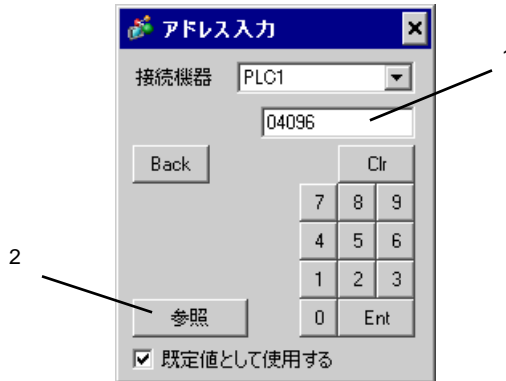 アドレス入力
1
接続機器 PLC1
04096
Back Clr
7 8 9
4 5 6
2
1 2 3
参照 0 Ent
既定値として使用する